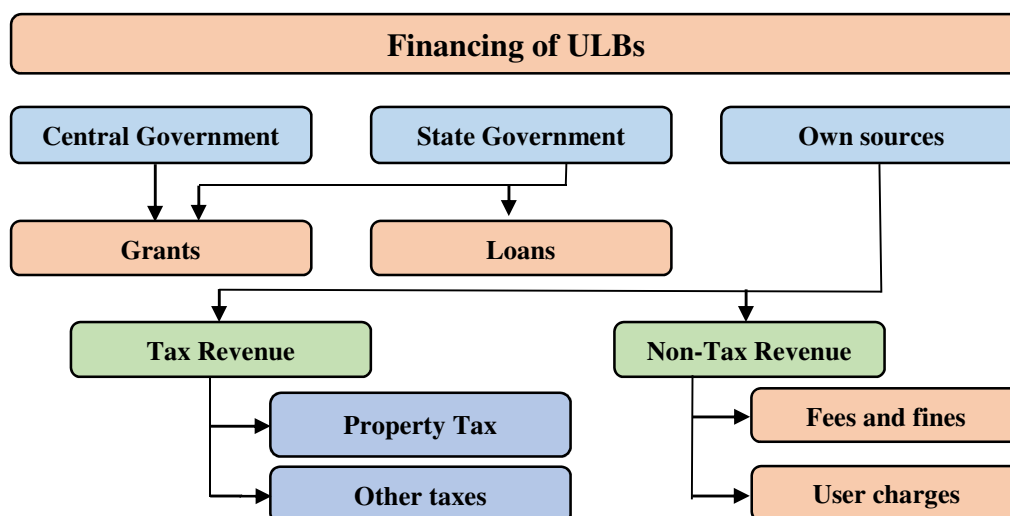 Financing of ULBs
Central Government
State Government
Own sources
Grants
Loans
Tax Revenue
Non-Tax Revenue
Property Tax
Fees and fines
Other taxes
User charges